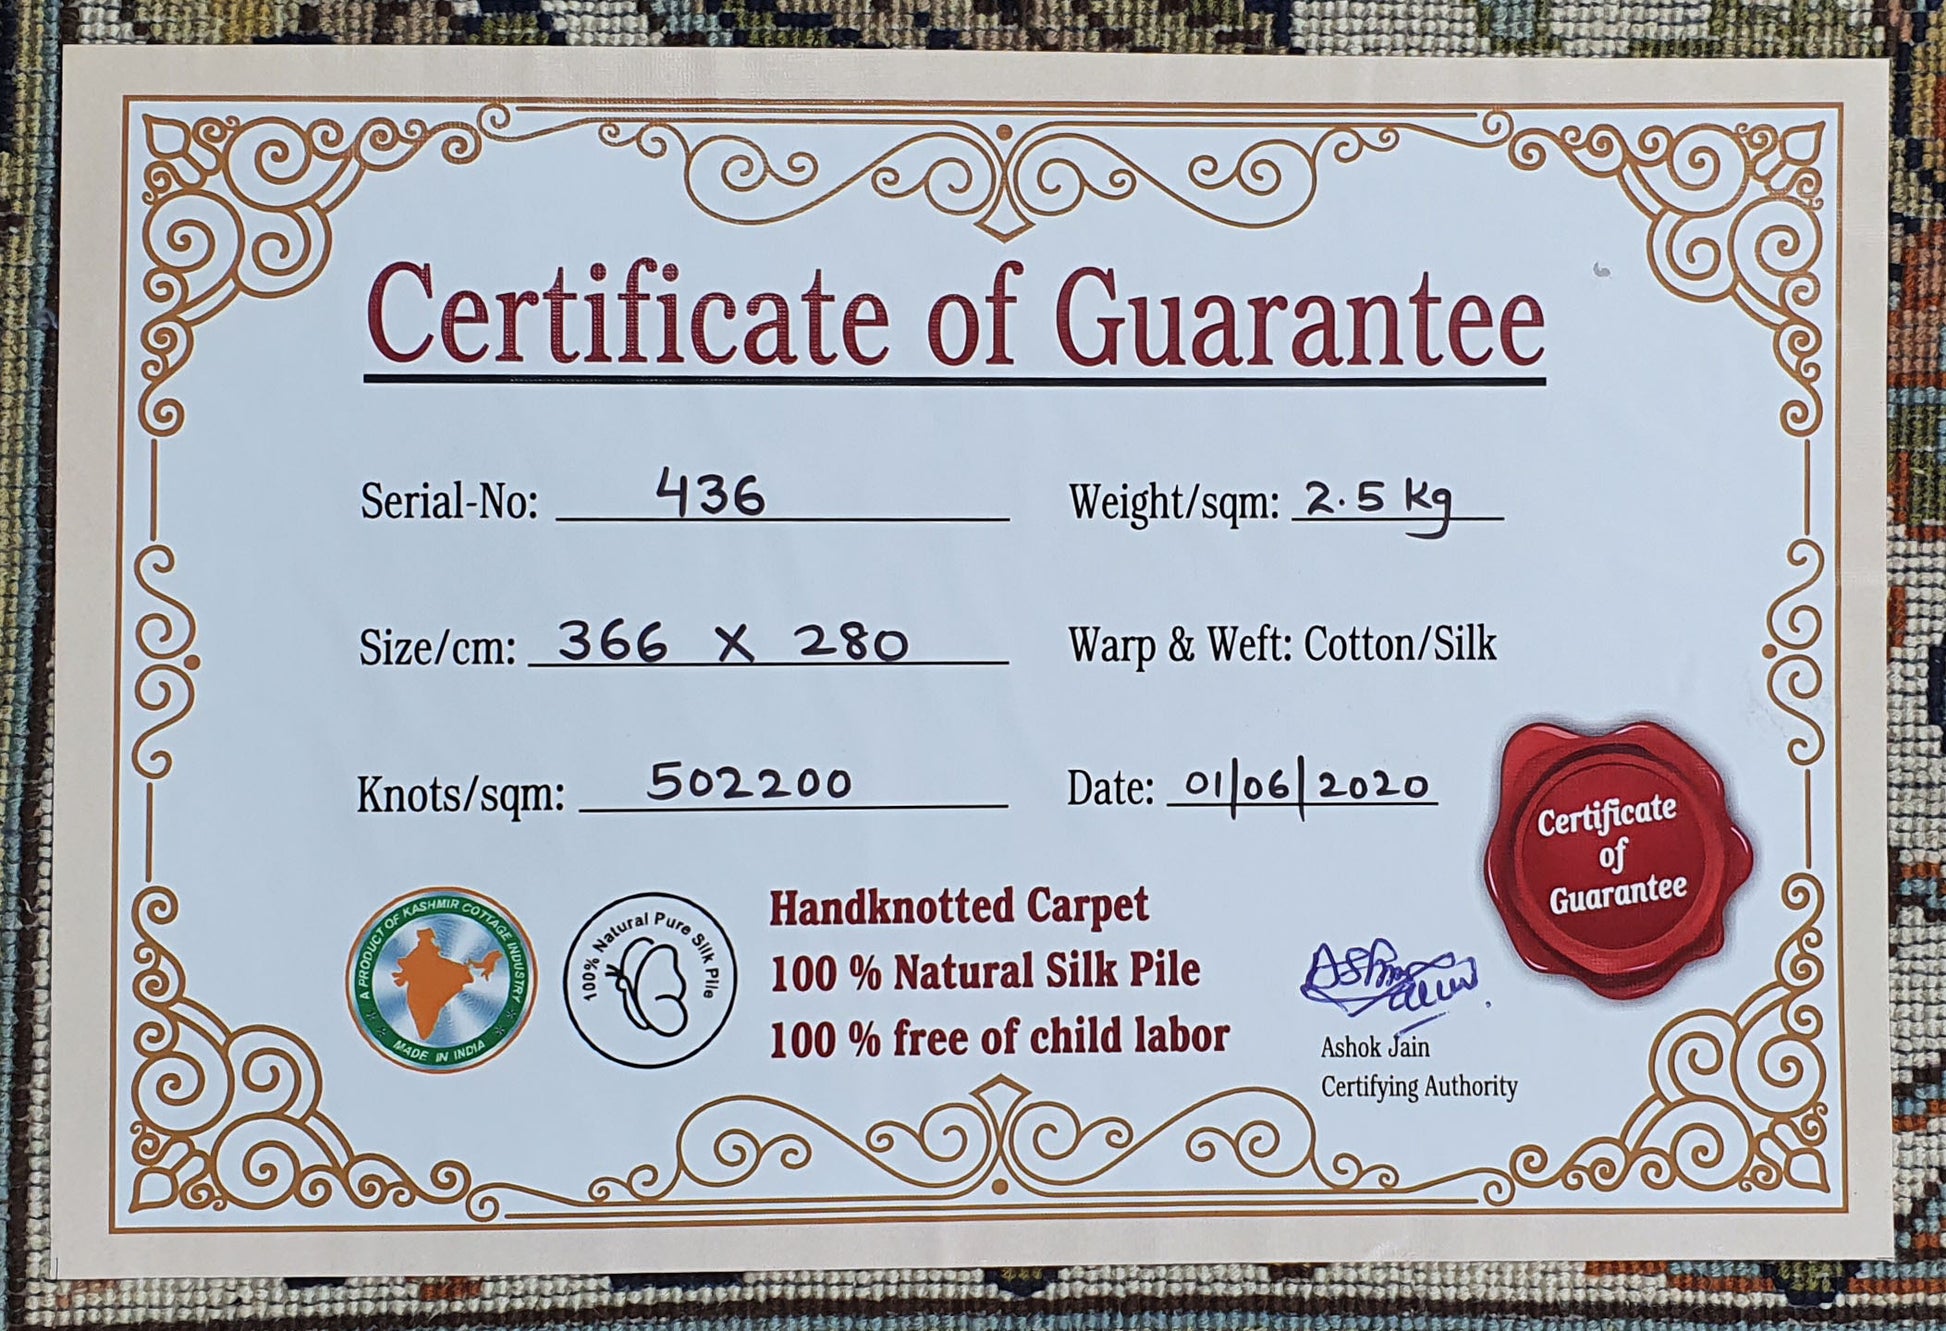 Certificate of Guarantee
Serial-No: 436
Weight/sqm: 2.5 kg
Size/cm: 366 X 280
Warp & Weft: Cotton/Silk
Knots/sqm: 502200
Date: 01/06/2020
Certificate
of
Guarantee
A PRODUCT OF KASHMIR COTTAGE INDUSTRY
MADE IN INDIA
100% Natural Pure Silk Pile
Handknotted Carpet
100 % Natural Silk Pile
100 % free of child labor
Ashok Jain
Certifying Authority